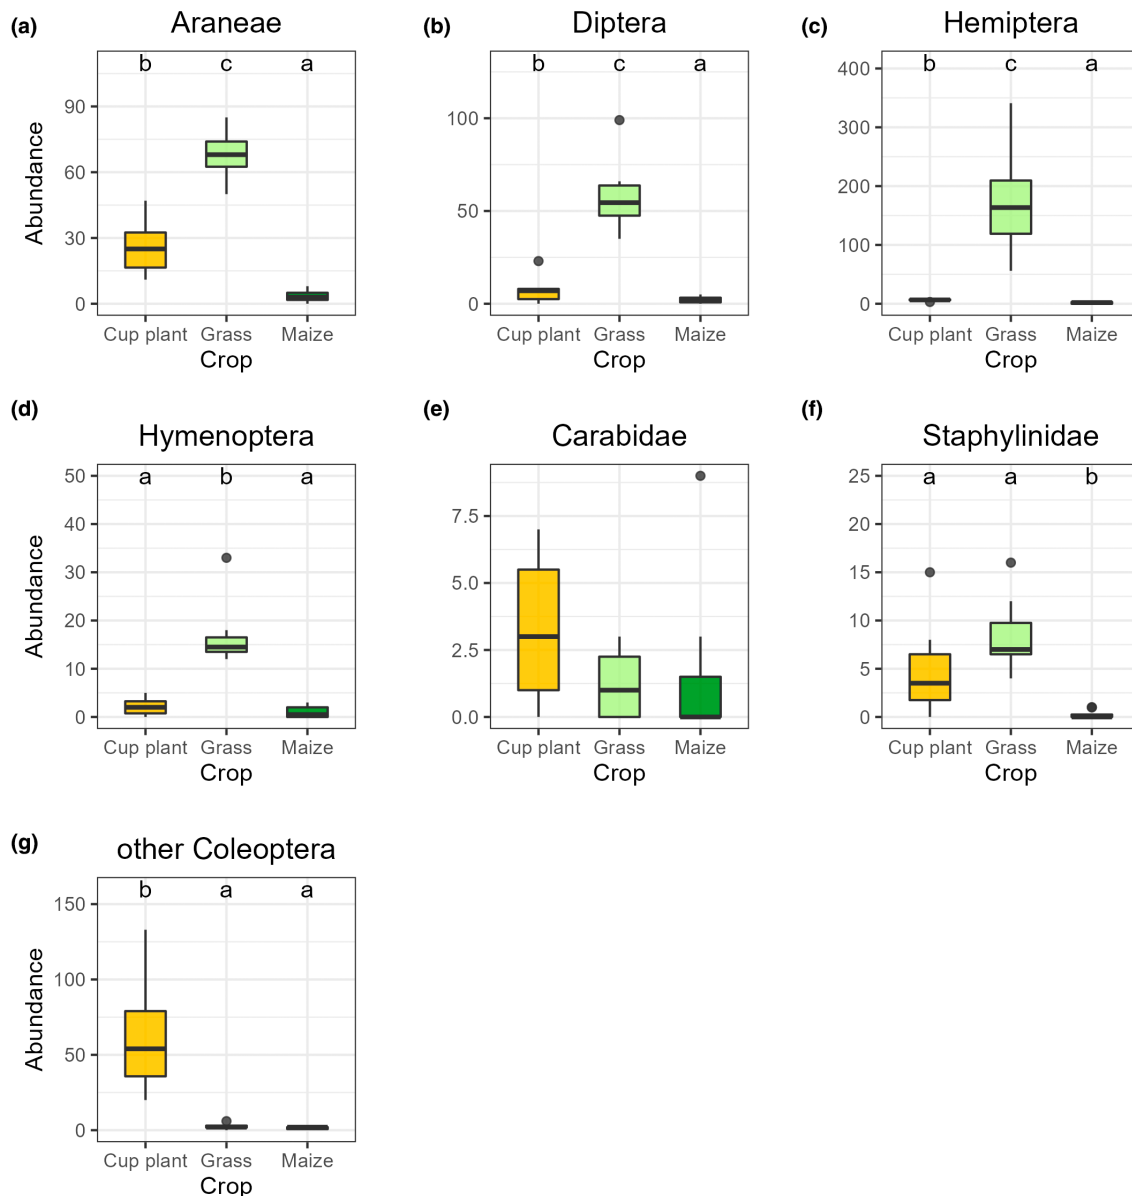 (a) Araneae (b) Diptera (c) Hemiptera
b c a b c a b c a
90
60
30
0
Abundance
100
50
0
400
300
200
100
0
Cup plant Grass Maize Cup plant Grass Maize Cup plant Grass Maize
Crop Crop Crop
(d) (e) (f)
Hymenoptera Carabidae Staphylinidae
a b a a a b
50
40
30
20
10
0
Abundance
7.5
5.0
2.5
0.0
25
20
15
10
5
0
Cup plant Grass Maize Cup plant Grass Maize Cup plant Grass Maize
Crop Crop Crop
(g)
other Coleoptera
b a a
150
100
50
0
Abundance
Cup plant Grass Maize
Crop